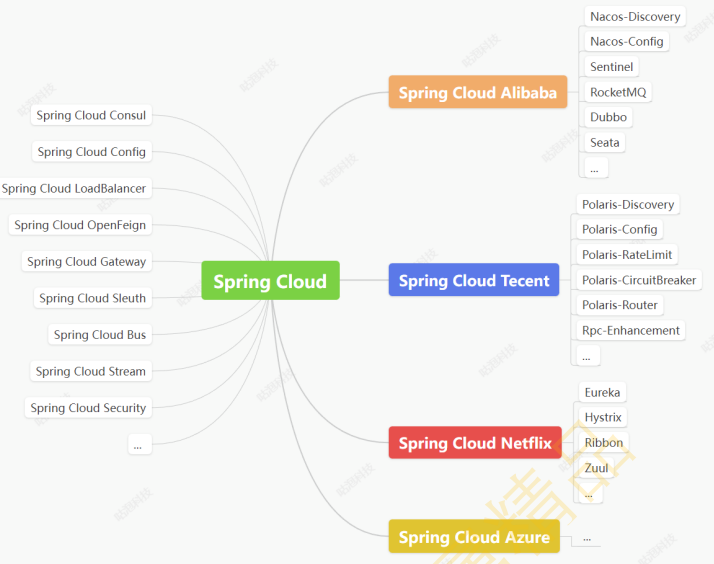 Spring Cloud Consul
Spring Cloud Config
Spring Cloud LoadBalancer
Spring Cloud OpenFeign
Spring Cloud Gateway
Spring Cloud Sleuth
Spring Cloud Bus
Spring Cloud Stream
Spring Cloud Security
...
Spring Cloud
Spring Cloud Alibaba
Nacos-Discovery
Nacos-Config
Sentinel
RocketMQ
Dubbo
Seata
...
Spring Cloud Tecent
Polaris-Discovery
Polaris-Config
Polaris-RateLimit
Polaris-CircuitBreaker
Polaris-Router
Rpc-Enhancement
...
Spring Cloud Netflix
Eureka
Hystrix
Ribbon
Zuul
...
Spring Cloud Azure
...